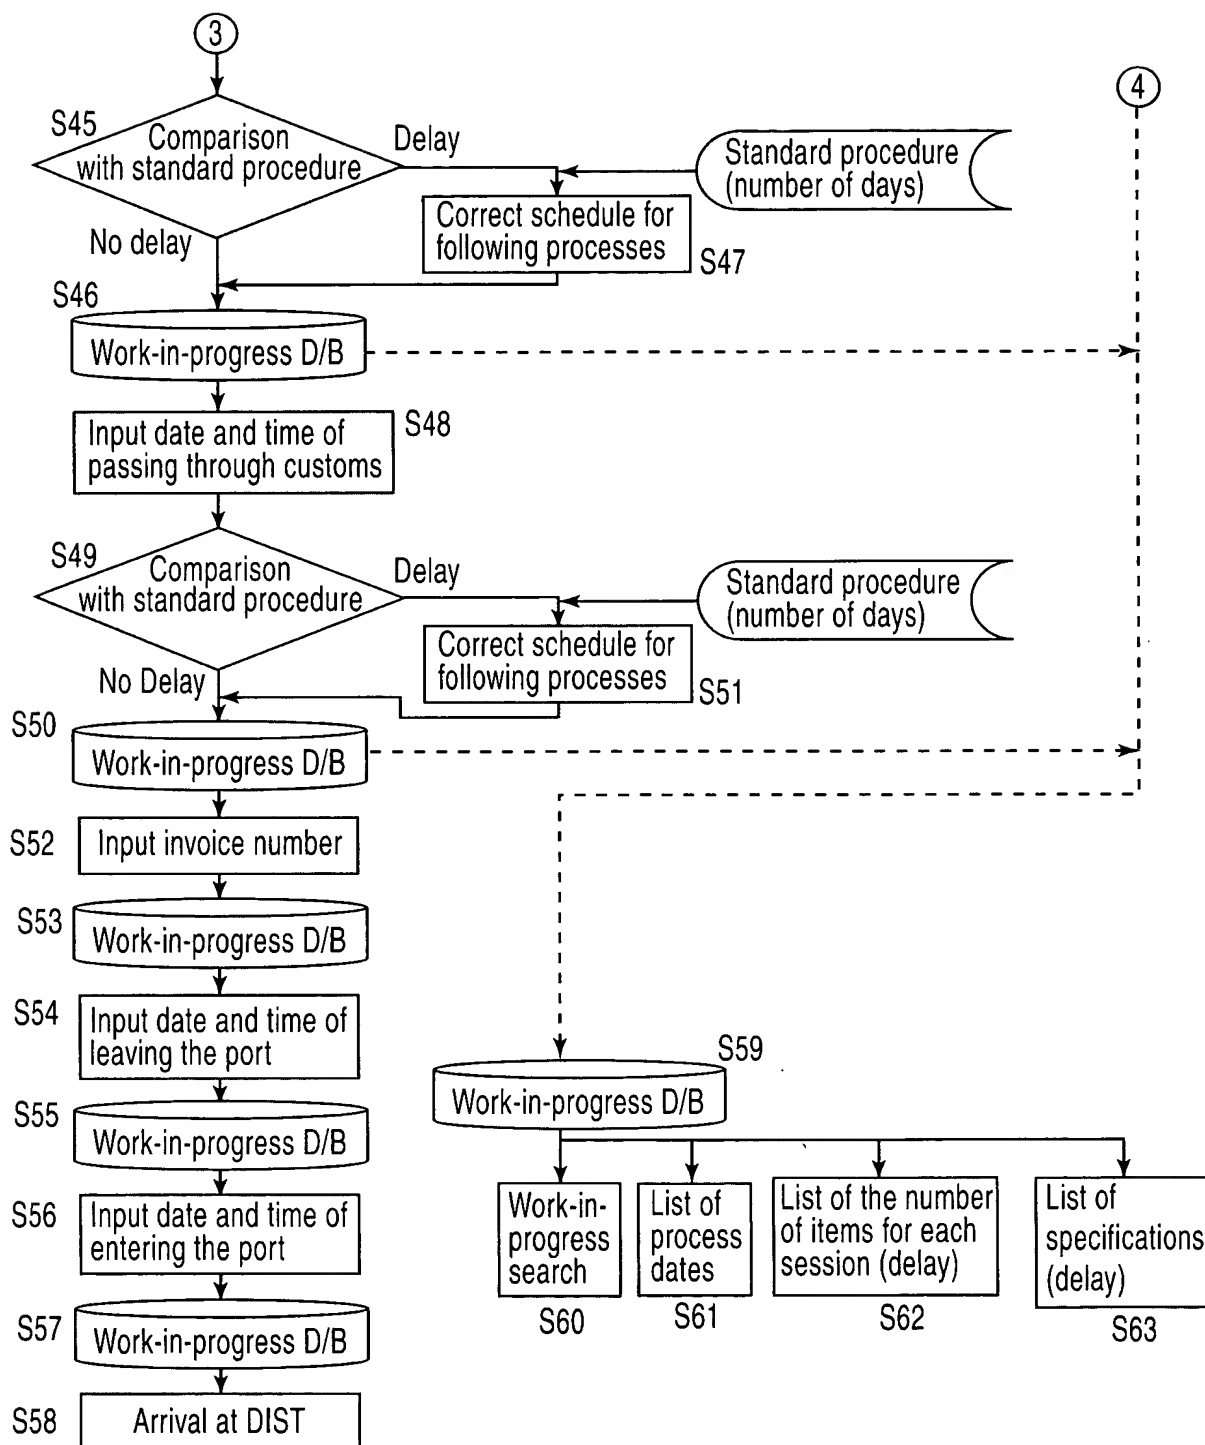 3
4
S45
Comparison
with standard procedure
Delay
Standard procedure
(number of days)
Correct schedule for
following processes
S47
No delay
S46
Work-in-progress D/B
Input date and time of
passing through customs
S48
S49
Comparison
with standard procedure
Delay
Standard procedure
(number of days)
Correct schedule for
following processes
S51
No Delay
S50
Work-in-progress D/B
S52
Input invoice number
S53
Work-in-progress D/B
S54
Input date and time of
leaving the port
S55
Work-in-progress D/B
S56
Input date and time of
entering the port
S57
Work-in-progress D/B
S58
Arrival at DIST
S59
Work-in-progress D/B
Work-in-
progress
search
S60
List of
process
dates
S61
List of the number
of items for each
session (delay)
S62
List of
specifications
(delay)
S63